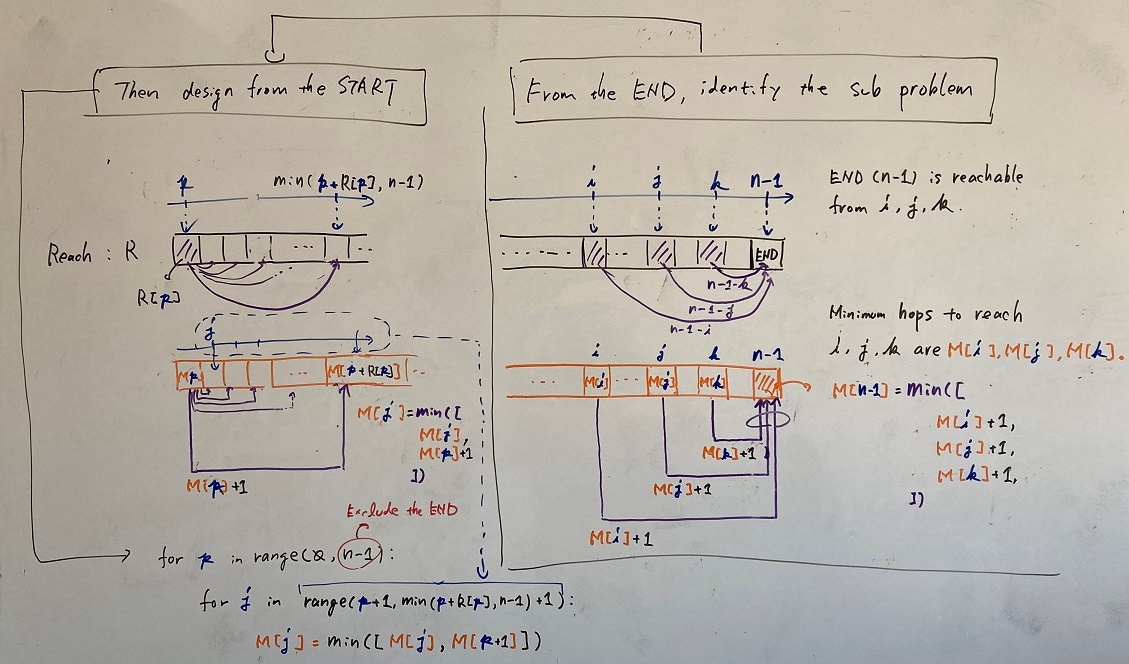 Then design from the START
From the END, identify the sub problem
p
min(p+R[p], n-1)
Reach : R
R[p]
j
Mp
...
M[p+R[p]]
...
M[j]=min([
M[j],
M[p]+1
])
M[p]+1
Exclude the END
for p in range(0, n-1):
for j in range(p+1, min(p+R[p], n-1)+1):
M[j] = min([ M[j], M[p+1]])
i j k n-1
END
n-1-k
n-1-j
n-1-i
END (n-1) is reachable
from i, j, k.
Minimum hops to reach
i, j, k are M[i], M[j], M[k].
i j k n-1
M[i] ... M[j] M[k]
M[k]+1
M[j]+1
M[i]+1
M[n-1] = min([
M[i]+1,
M[j]+1,
M[k]+1,
])